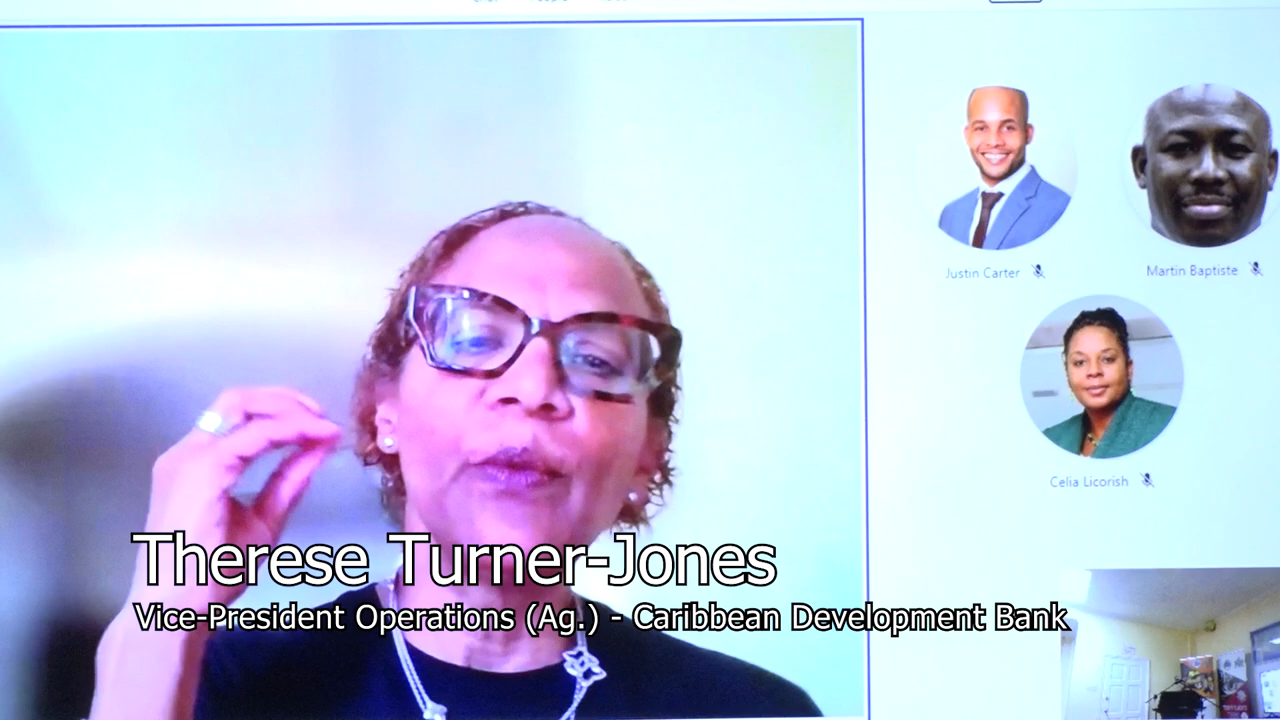 Justin Carter
Martin Baptiste
Celia Licorish
Therese Turner-Jones
Vice-President Operations (Ag.) - Caribbean Development Bank